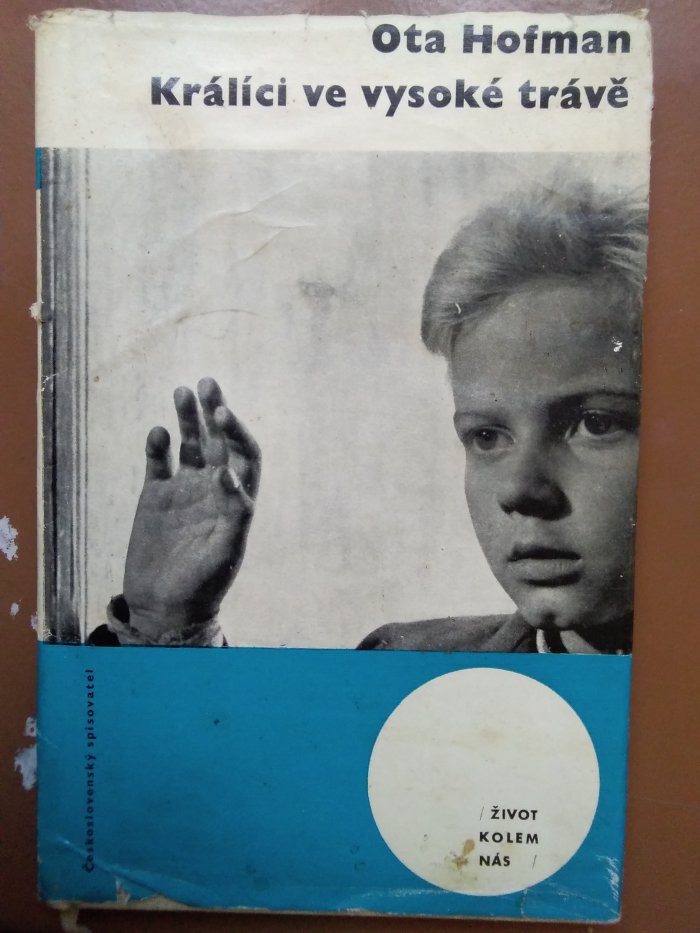 Ota Hofman
Králíci ve vysoké trávě
Československý spisovatel
/ ŽIVOT
KOLEM
NÁS /